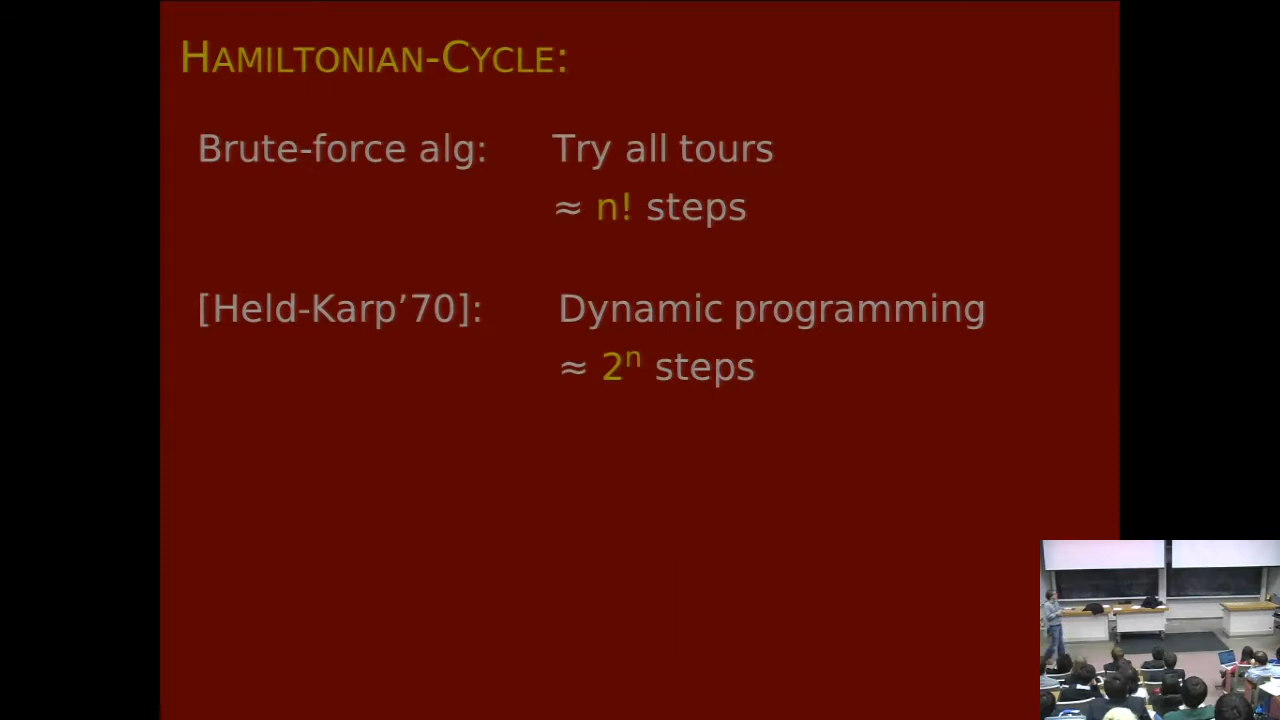 HAMILTONIAN-CYCLE:
Brute-force alg: Try all tours
≈ n! steps
[Held-Karp’70]: Dynamic programming
≈ 2ⁿ steps